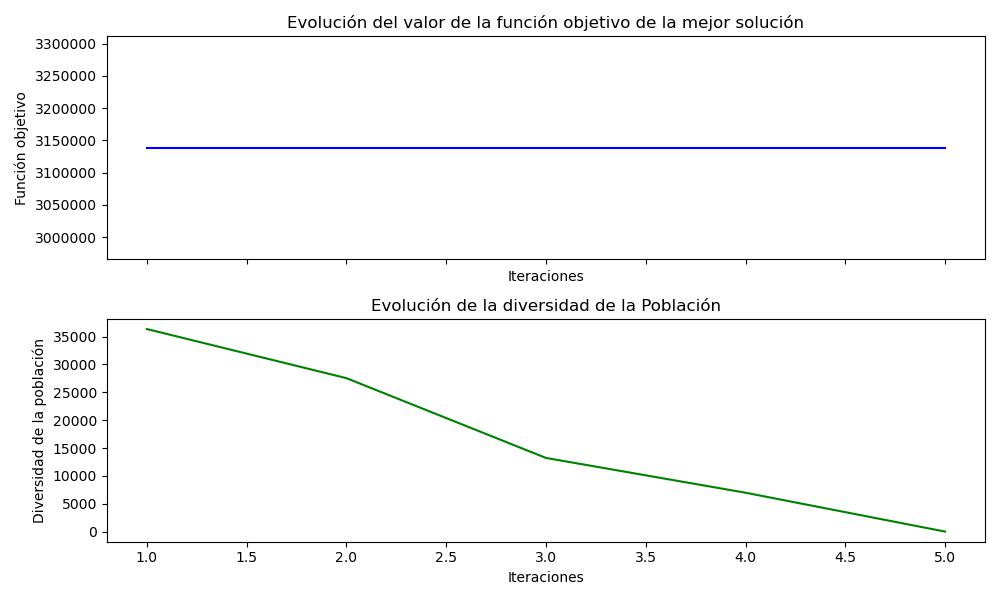 Evolución del valor de la función objetivo de la mejor solución
3300000
3250000
3200000
3150000
3100000
3050000
3000000
Función objetivo
Iteraciones
Evolución de la diversidad de la Población
35000
30000
25000
20000
15000
10000
5000
0
Diversidad de la población
1.0 1.5 2.0 2.5 3.0 3.5 4.0 4.5 5.0
Iteraciones